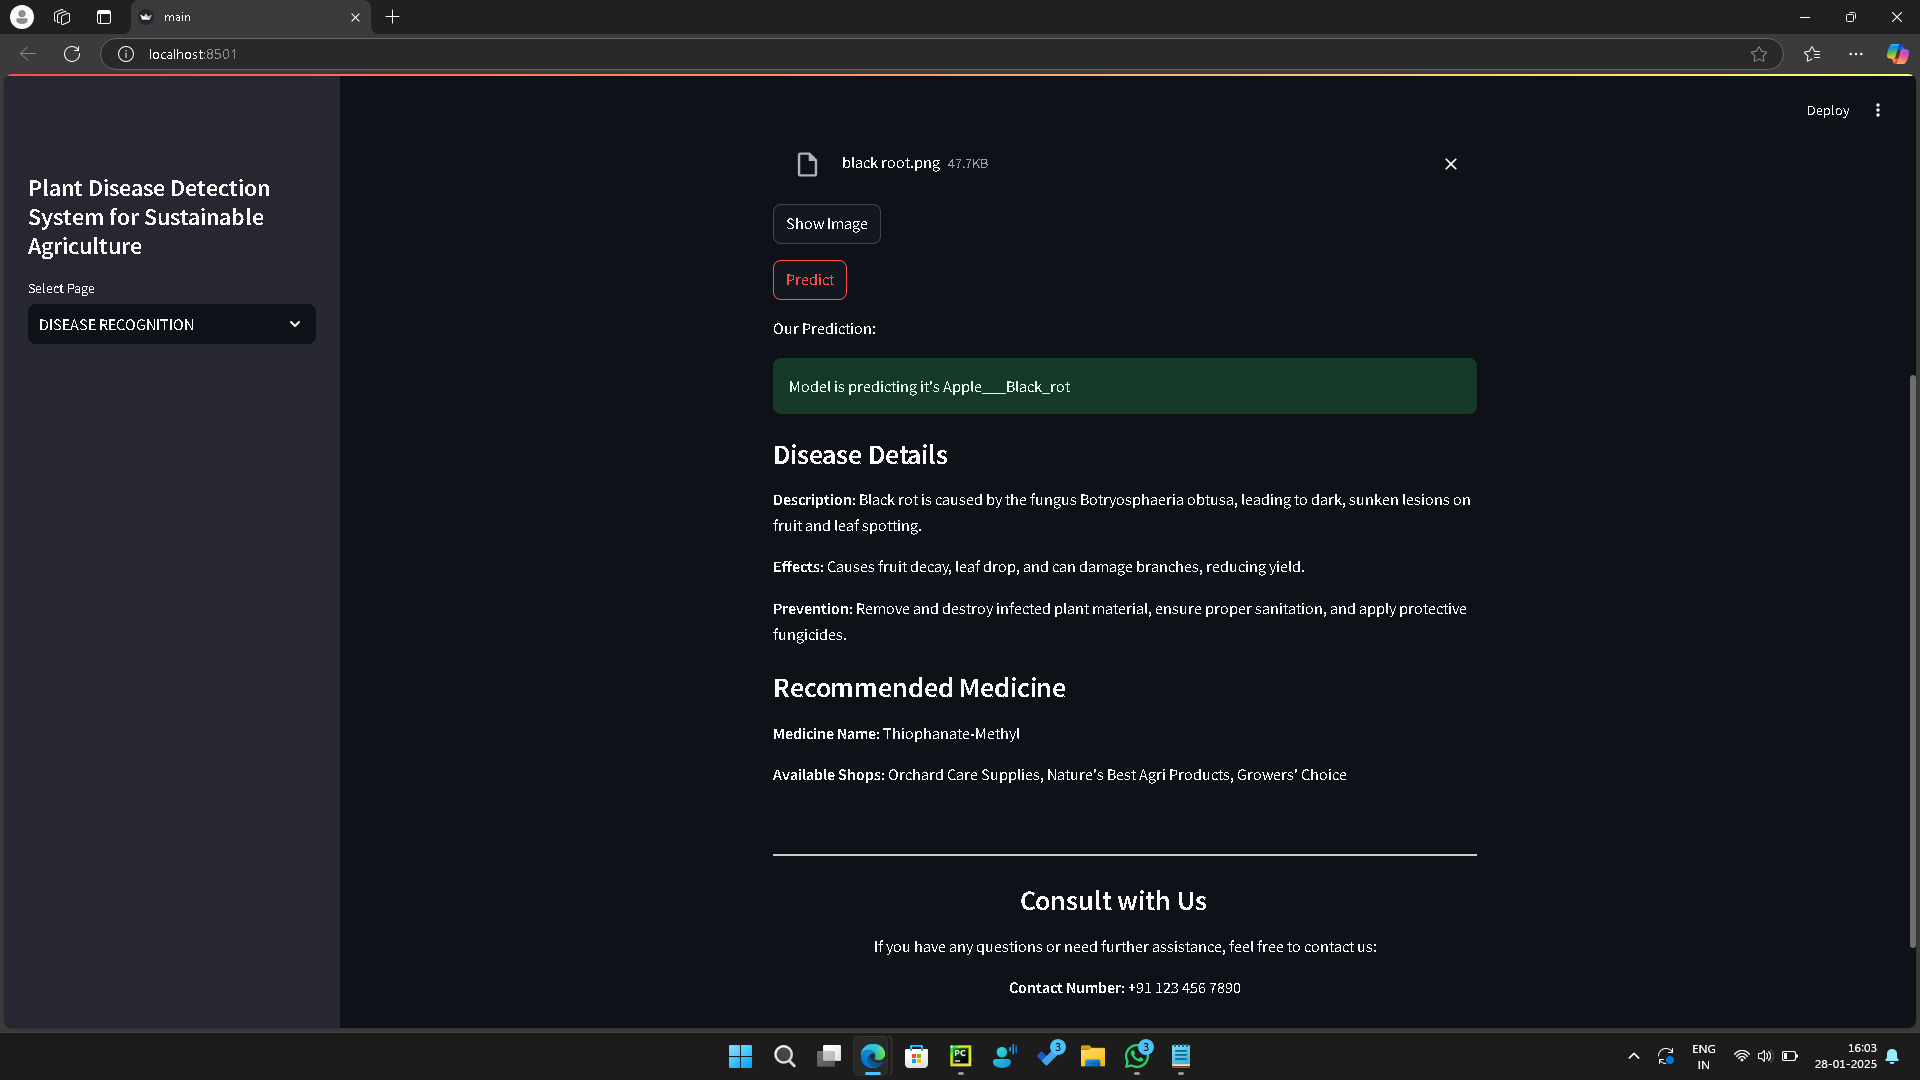 main
localhost:8501
Deploy
Plant Disease Detection
System for Sustainable
Agriculture
Select Page
DISEASE RECOGNITION
black root.png 47.7KB
Show Image
Predict
Our Prediction:
Model is predicting it's Apple___Black_rot
Disease Details
Description: Black rot is caused by the fungus Botryosphaeria obtusa, leading to dark, sunken lesions on
fruit and leaf spotting.
Effects: Causes fruit decay, leaf drop, and can damage branches, reducing yield.
Prevention: Remove and destroy infected plant material, ensure proper sanitation, and apply protective
fungicides.
Recommended Medicine
Medicine Name: Thiophanate-Methyl
Available Shops: Orchard Care Supplies, Nature's Best Agri Products, Growers' Choice
Consult with Us
If you have any questions or need further assistance, feel free to contact us:
Contact Number: +91 123 456 7890
PC
3
3
ENG
IN
16:03
28-01-2025